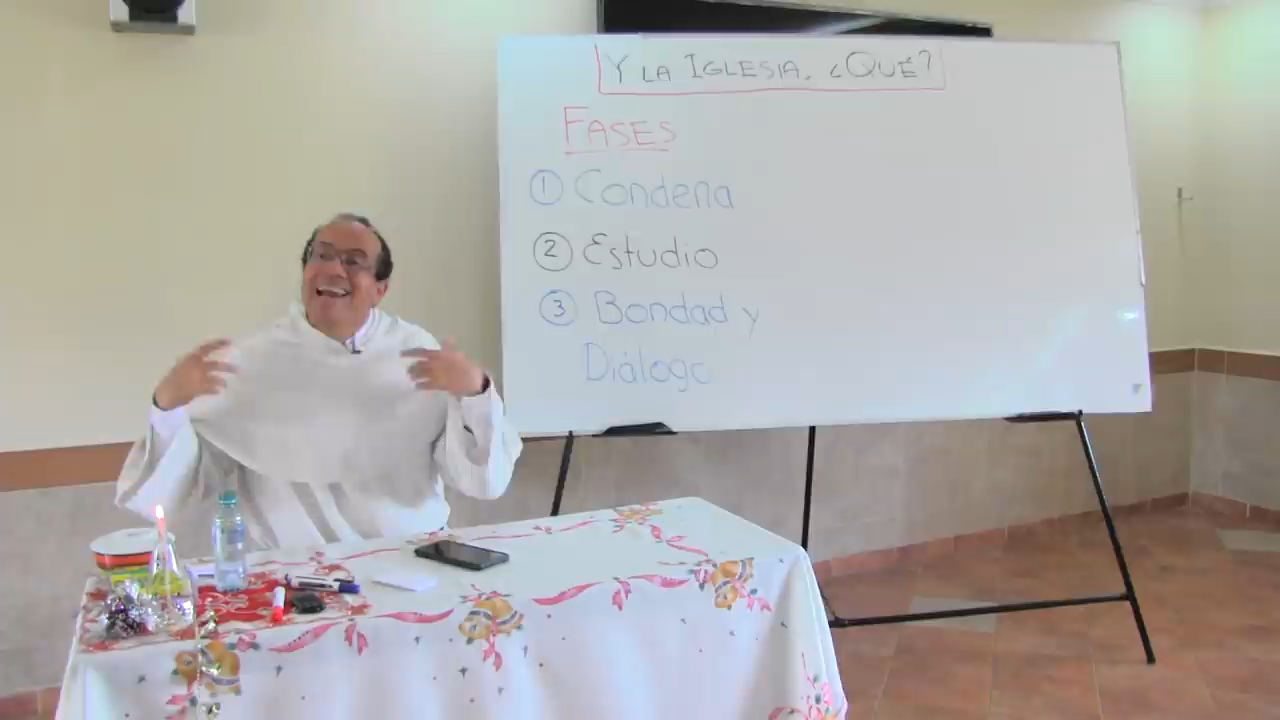 Y LA IGLESIA, ¿QUÉ?
FASES
① Condena
② Estudio
③ Bondad y
Diálogo